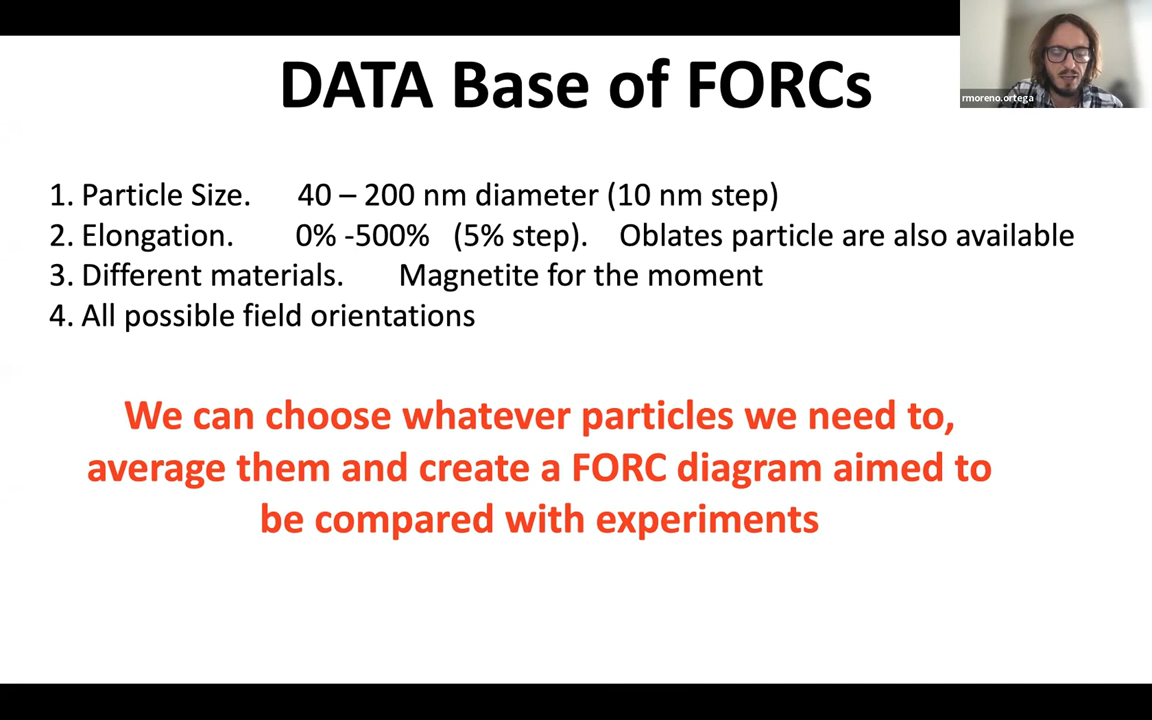 DATA Base of FORCs
rmoreno.ortega
1. Particle Size. 40 – 200 nm diameter (10 nm step)
2. Elongation. 0% -500% (5% step). Oblates particle are also available
3. Different materials. Magnetite for the moment
4. All possible field orientations
We can choose whatever particles we need to,
average them and create a FORC diagram aimed to
be compared with experiments